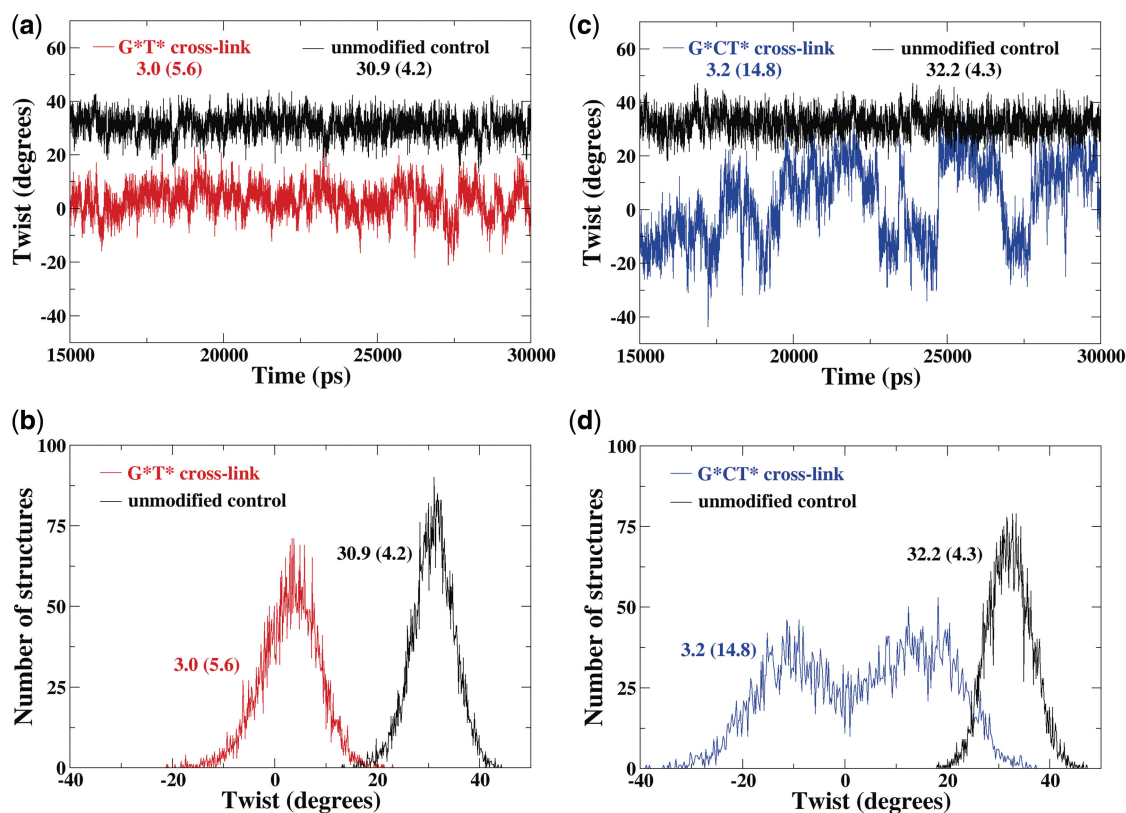 (a)
G*T* cross-link
3.0 (5.6)
unmodified control
30.9 (4.2)
Twist (degrees)
60
40
20
0
-20
-40
15000
20000
25000
30000
Time (ps)
(c)
G*CT* cross-link
3.2 (14.8)
unmodified control
32.2 (4.3)
Twist (degrees)
60
40
20
0
-20
-40
15000
20000
25000
30000
Time (ps)
(b)
G*T* cross-link
unmodified control
30.9 (4.2)
3.0 (5.6)
Number of structures
100
75
50
25
0
-40
-20
0
20
40
Twist (degrees)
(d)
G*CT* cross-link
unmodified control
32.2 (4.3)
3.2 (14.8)
Number of structures
100
75
50
25
0
-40
-20
0
20
40
Twist (degrees)